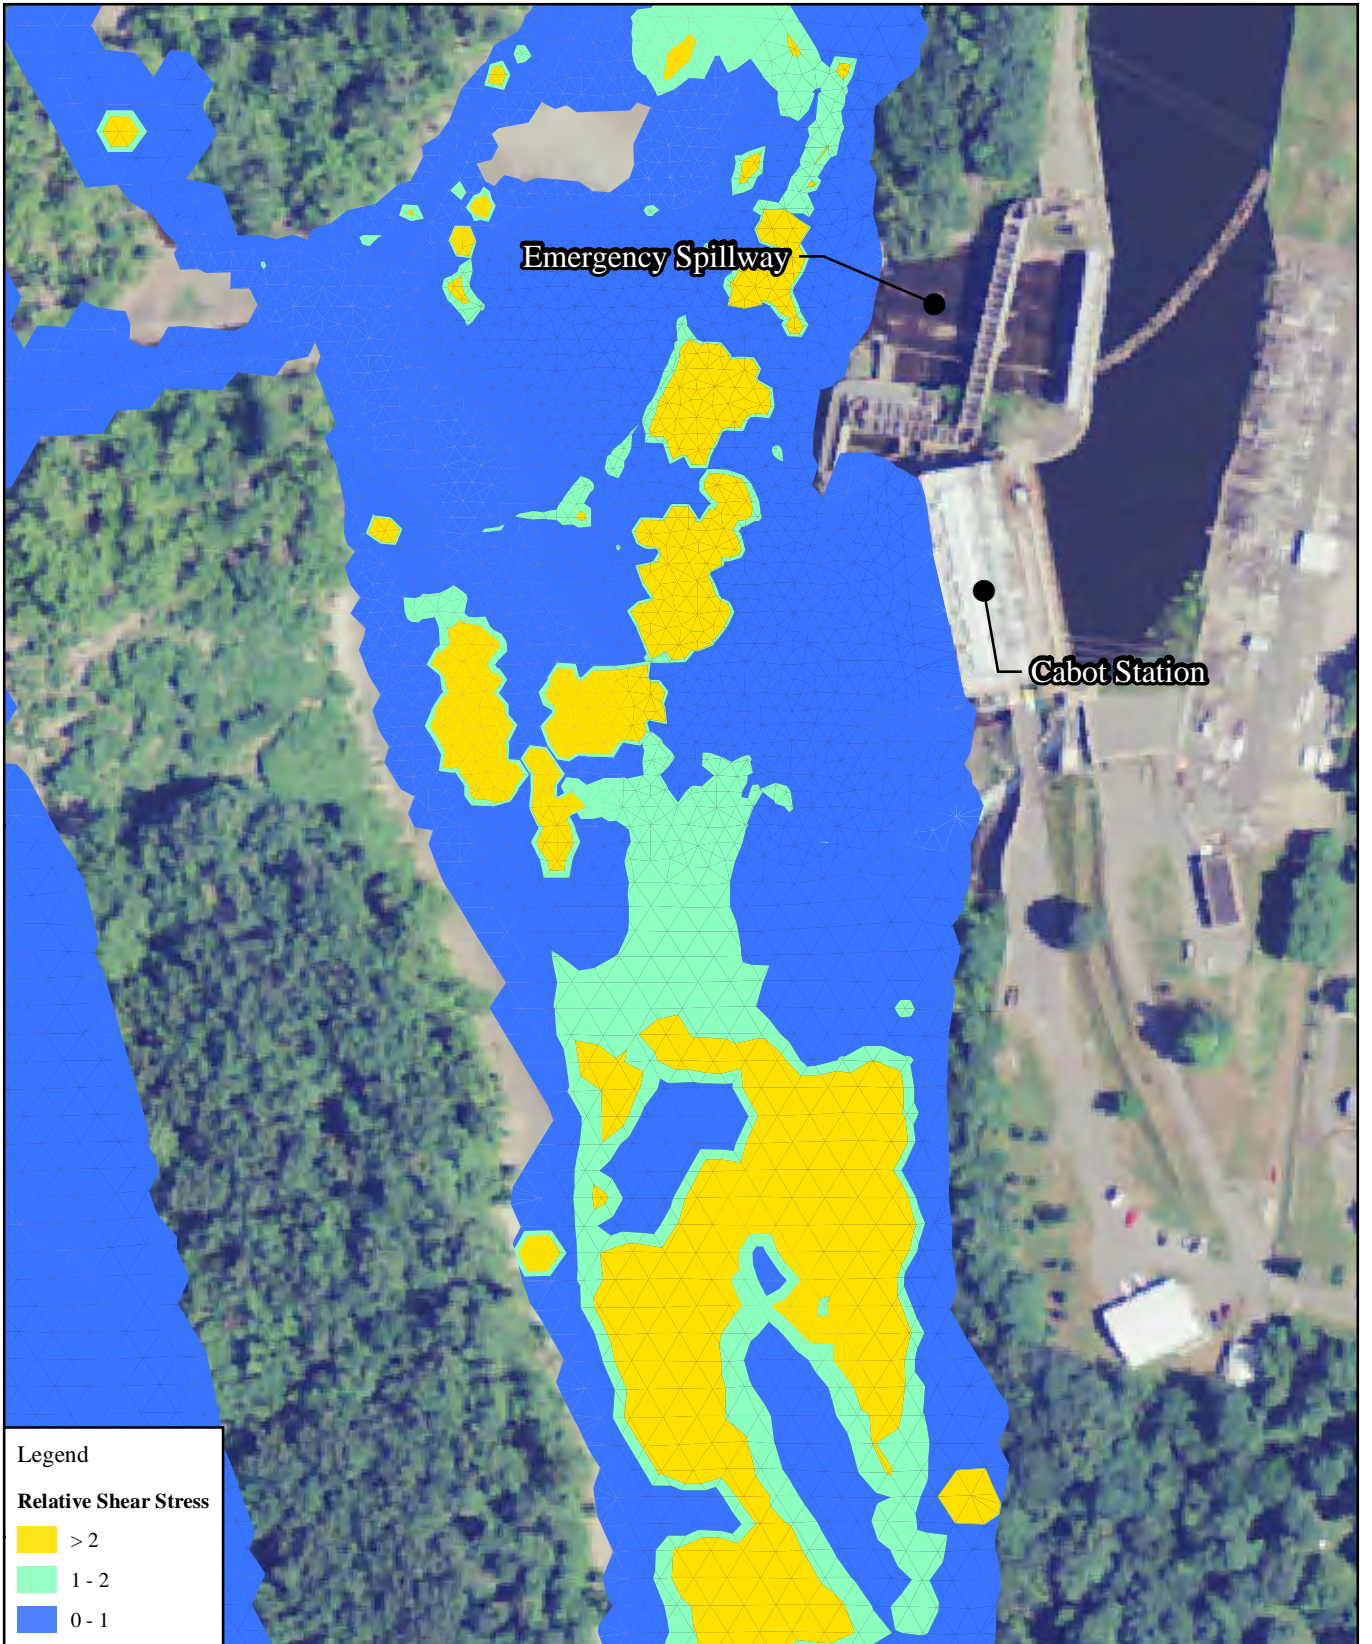 Emergency Spillway
Cabot Station
Legend
Relative Shear Stress
> 2
1 - 2
0 - 1